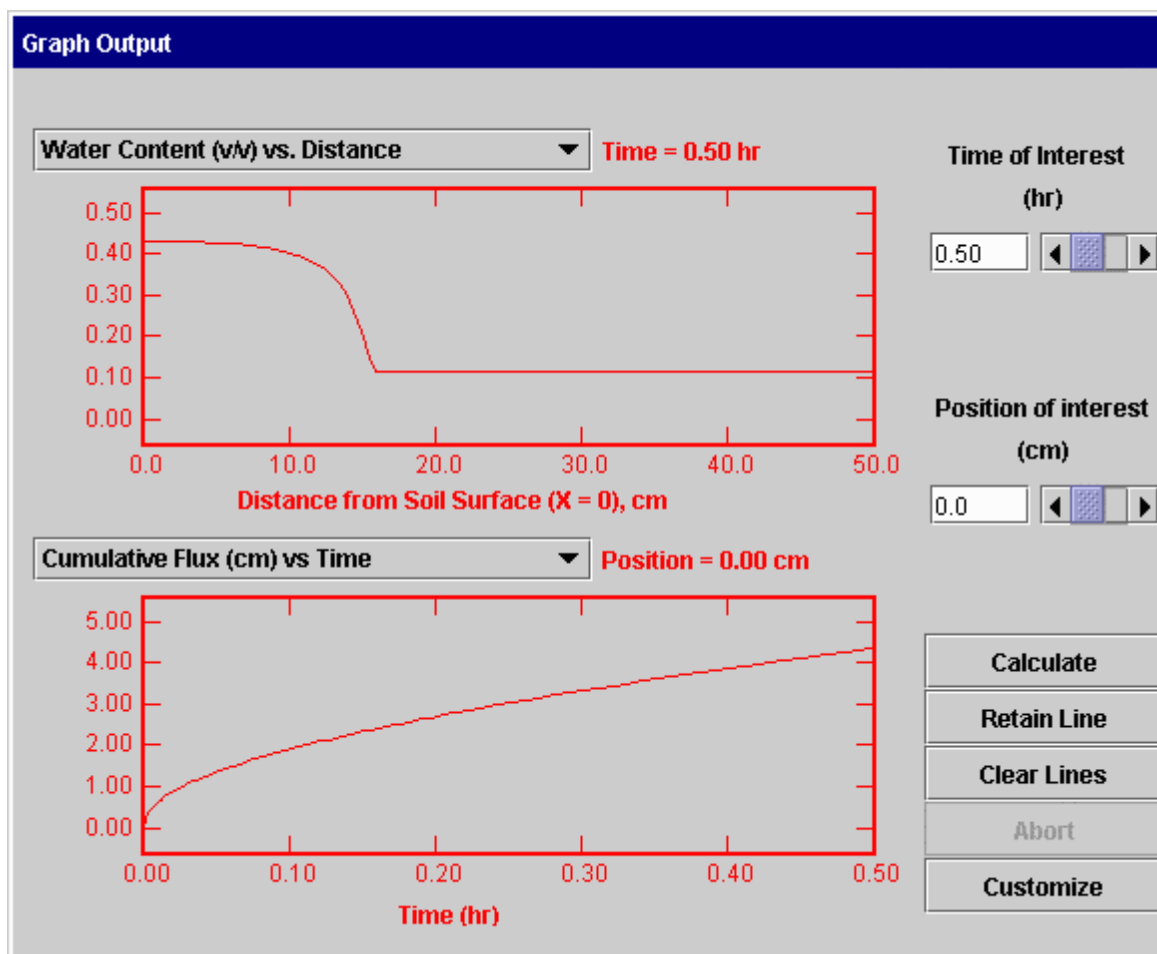 Graph Output
Water Content (v/v) vs. Distance
Time = 0.50 hr
Time of Interest
(hr)
0.50
0.50
0.40
0.30
0.20
0.10
0.00
0.0 10.0 20.0 30.0 40.0 50.0
Distance from Soil Surface (X = 0), cm
Position of interest
(cm)
0.0
Cumulative Flux (cm) vs Time
Position = 0.00 cm
5.00
4.00
3.00
2.00
1.00
0.00
0.00 0.10 0.20 0.30 0.40 0.50
Time (hr)
Calculate
Retain Line
Clear Lines
Abort
Customize